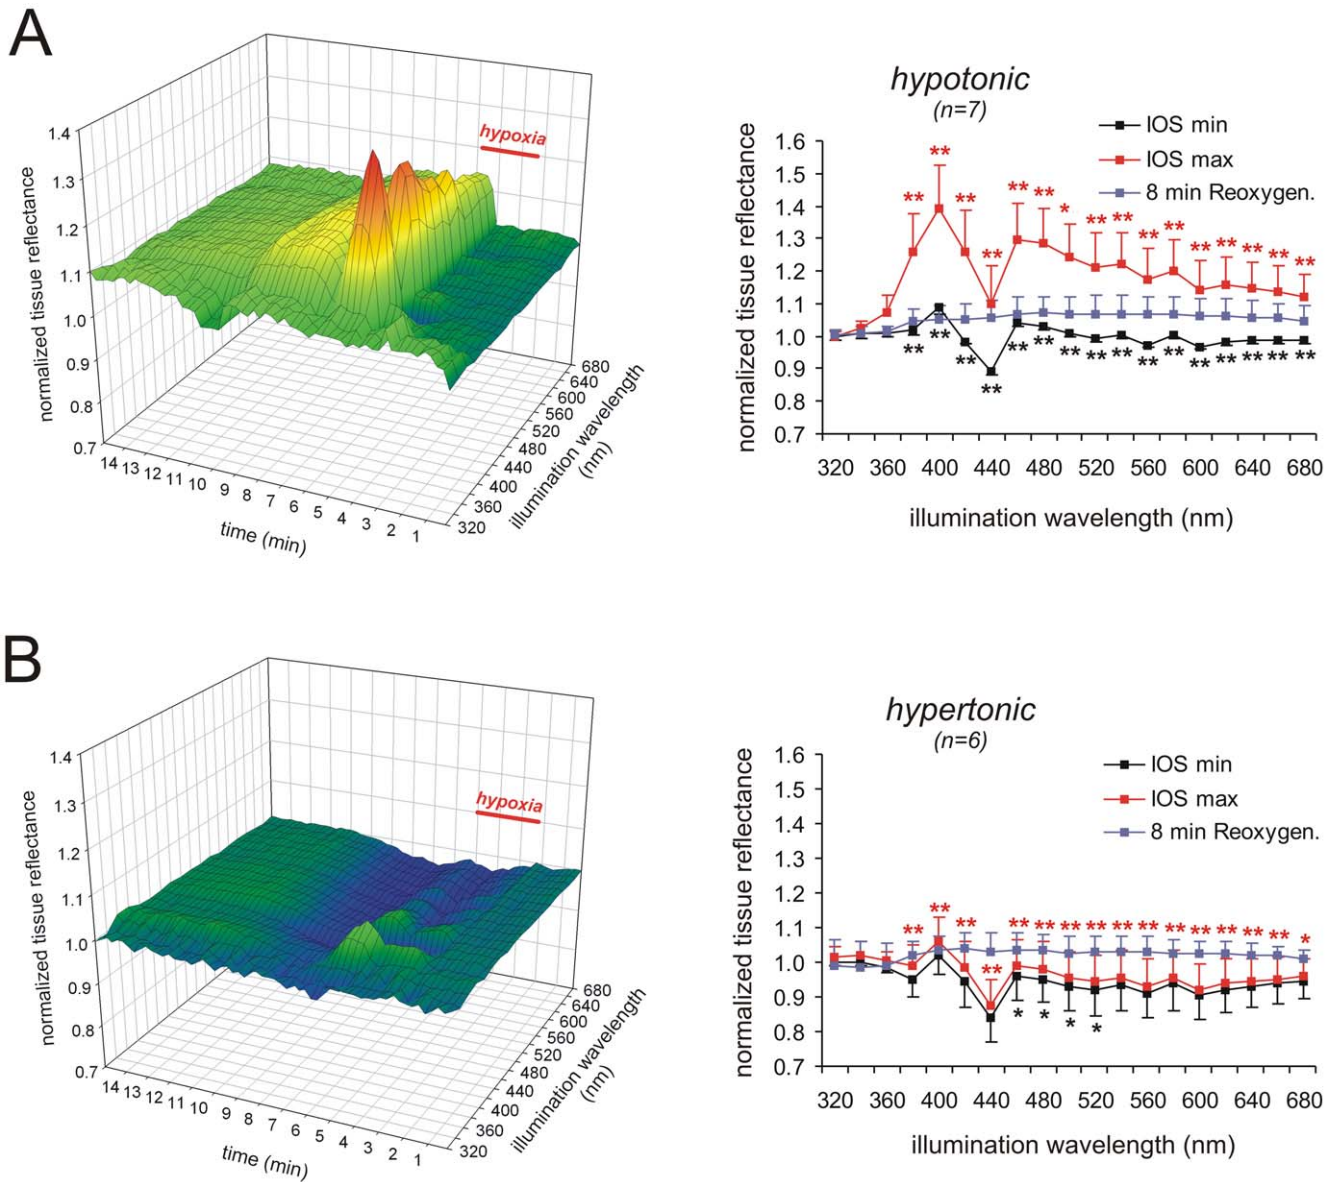 A
hypoxia
normalized tissue reflectance
1.4
1.3
1.2
1.1
1.0
0.9
0.8
0.7
14 13 12 11 10 9 8 7 6 5 4 3 2 1
time (min)
320
360
400
440
480
520
560
600
640
680
illumination wavelength
(nm)
hypotonic
(n=7)
IOS min
IOS max
8 min Reoxygen.
normalized tissue reflectance
1.6
1.5
1.4
1.3
1.2
1.1
1.0
0.9
0.8
0.7
** ** ** ** ** ** * ** ** ** ** ** ** ** ** **
** ** ** ** ** ** ** ** ** ** ** ** ** ** ** **
320 360 400 440 480 520 560 600 640 680
illumination wavelength (nm)
B
hypoxia
normalized tissue reflectance
1.4
1.3
1.2
1.1
1.0
0.9
0.8
0.7
14 13 12 11 10 9 8 7 6 5 4 3 2 1
time (min)
320
360
400
440
480
520
560
600
640
680
illumination wavelength
(nm)
hypertonic
(n=6)
IOS min
IOS max
8 min Reoxygen.
normalized tissue reflectance
1.6
1.5
1.4
1.3
1.2
1.1
1.0
0.9
0.8
0.7
** ** ** ** ** ** ** ** ** ** ** ** ** ** ** *
* * * *
320 360 400 440 480 520 560 600 640 680
illumination wavelength (nm)